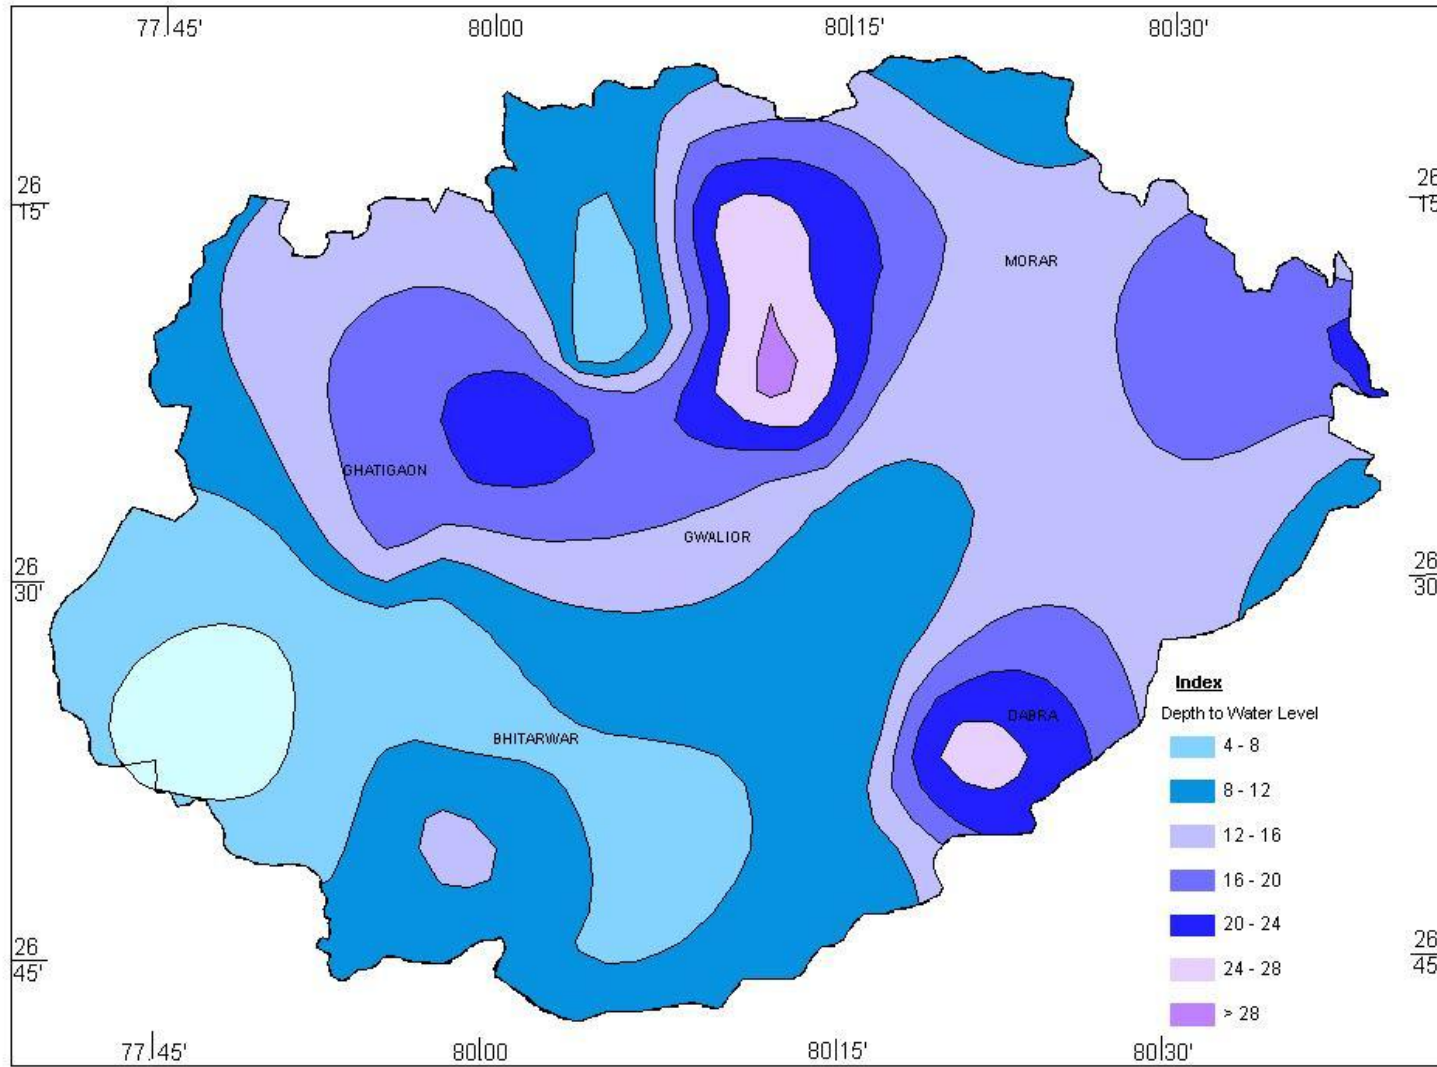 77 45' 80 00 80 15' 80 30'
26 26
15' 15'
MORAR
GHATIGAON
GWALIOR
26 26
30' 30'
Index
DABRA
Depth to Water Level
BHITARWAR
4 - 8
8 - 12
12 - 16
16 - 20
20 - 24
26 26
45' 45'
24 - 28
> 28
77 45' 80 00 80 15' 80 30'